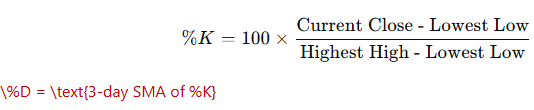 %K = 100 × Current Close - Lowest Low / Highest High - Lowest Low
\%D = \text{3-day SMA of %K}